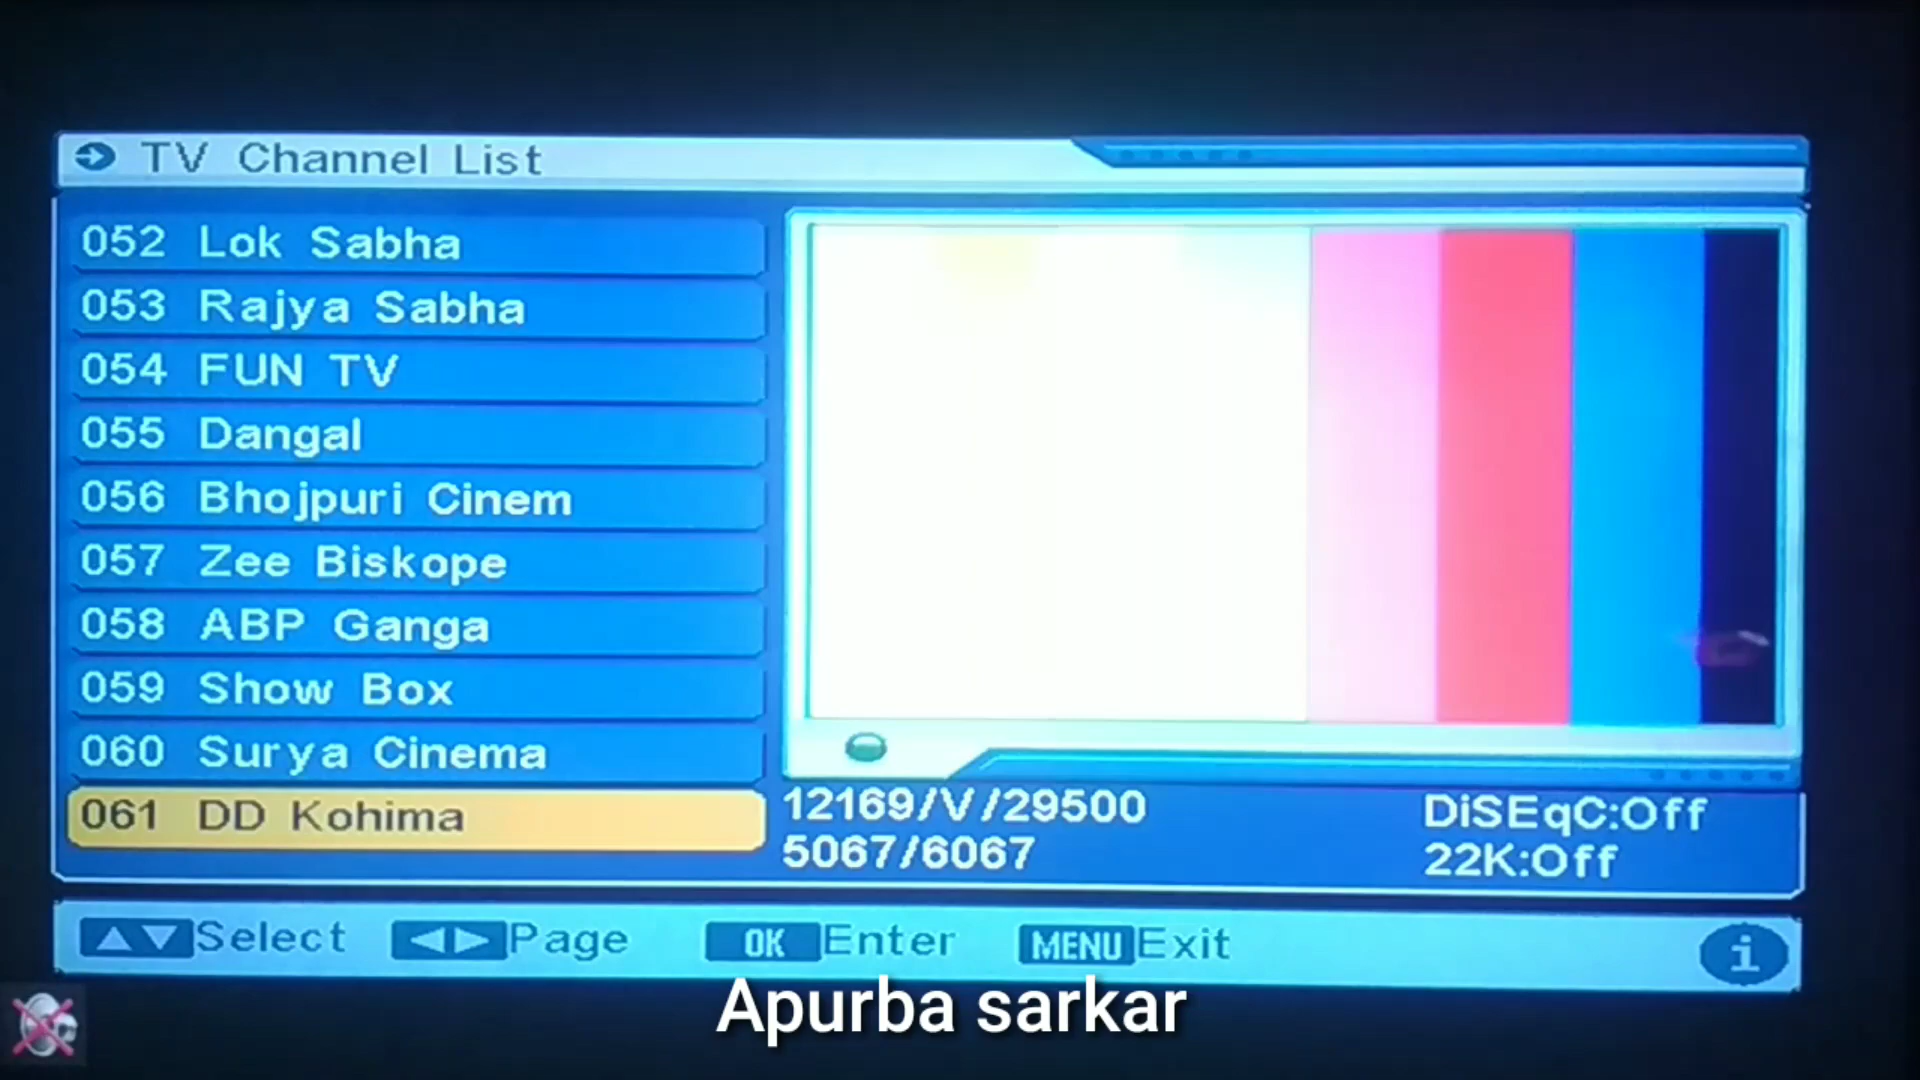 TV Channel List
052 Lok Sabha
053 Rajya Sabha
054 FUN TV
055 Dangal
056 Bhojpuri Cinem
057 Zee Biskope
058 ABP Ganga
059 Show Box
060 Surya Cinema
061 DD Kohima
12169/V/29500
5067/6067
DiSEqC:Off
22K:Off
Select Page OK Enter MENU Exit i
Apurba sarkar